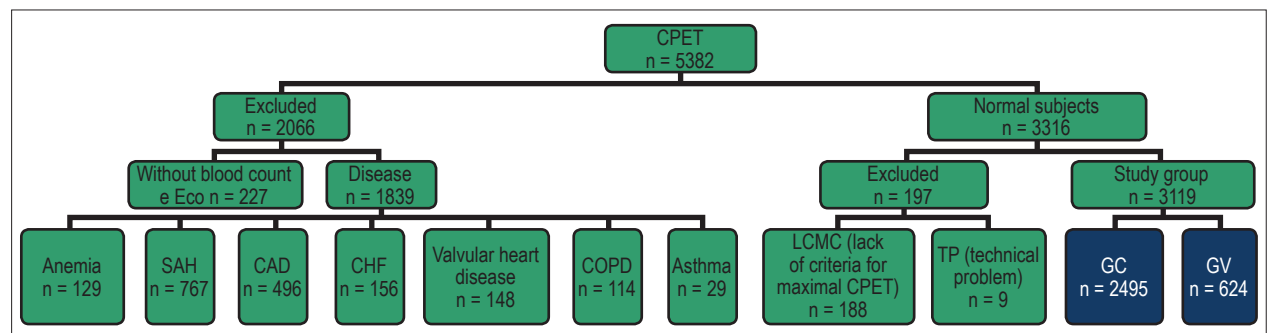 CPET
n = 5382
Excluded
n = 2066
Normal subjects
n = 3316
Without blood count
e Eco n = 227
Disease
n = 1839
Excluded
n = 197
Study group
n = 3119
Anemia
n = 129
SAH
n = 767
CAD
n = 496
CHF
n = 156
Valvular heart
disease
n = 148
COPD
n = 114
Asthma
n = 29
LCMC (lack
of criteria for
maximal CPET)
n = 188
TP (technical
problem)
n = 9
GC
n = 2495
GV
n = 624